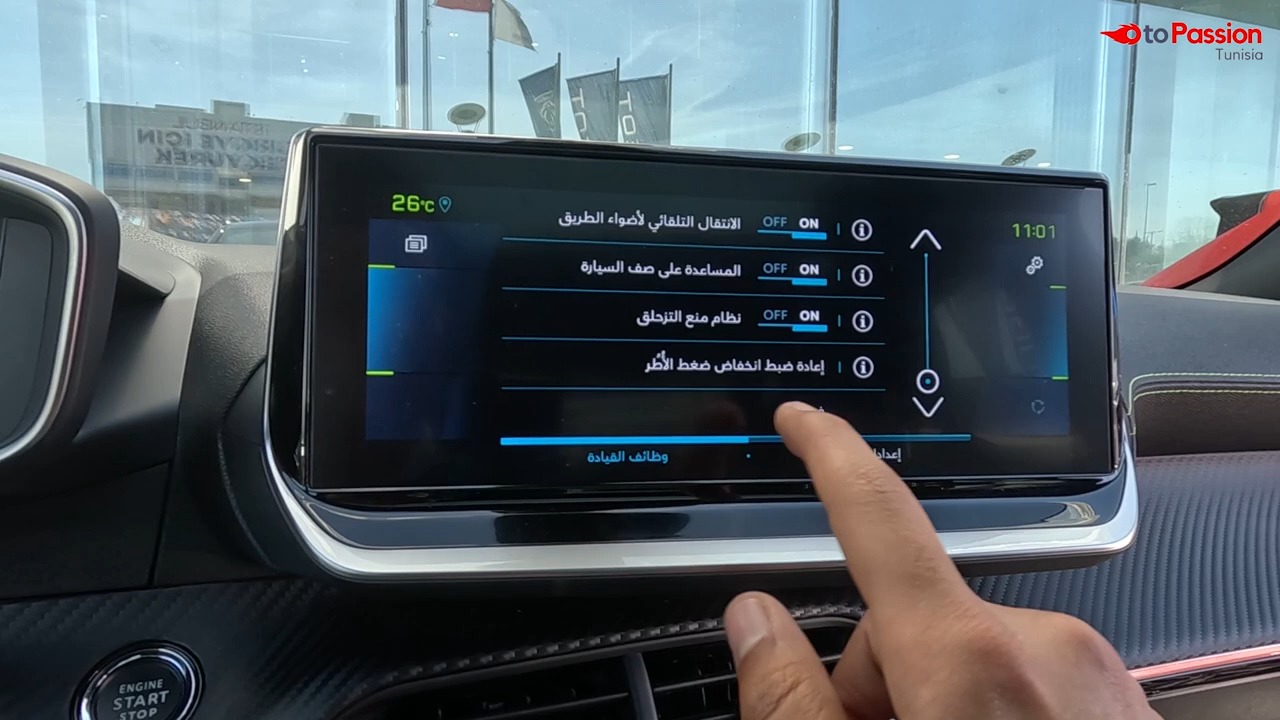 toPassion
Tunisia
ISTANBUL
26°C
11:01
الانتقال التلقائي لأضواء الطريق OFF ON
المساعدة على صف السيارة OFF ON
نظام منع التزحلق OFF ON
إعادة ضبط انخفاض ضغط الأُطُر
وظائف القيادة
ENGINE
START
STOP